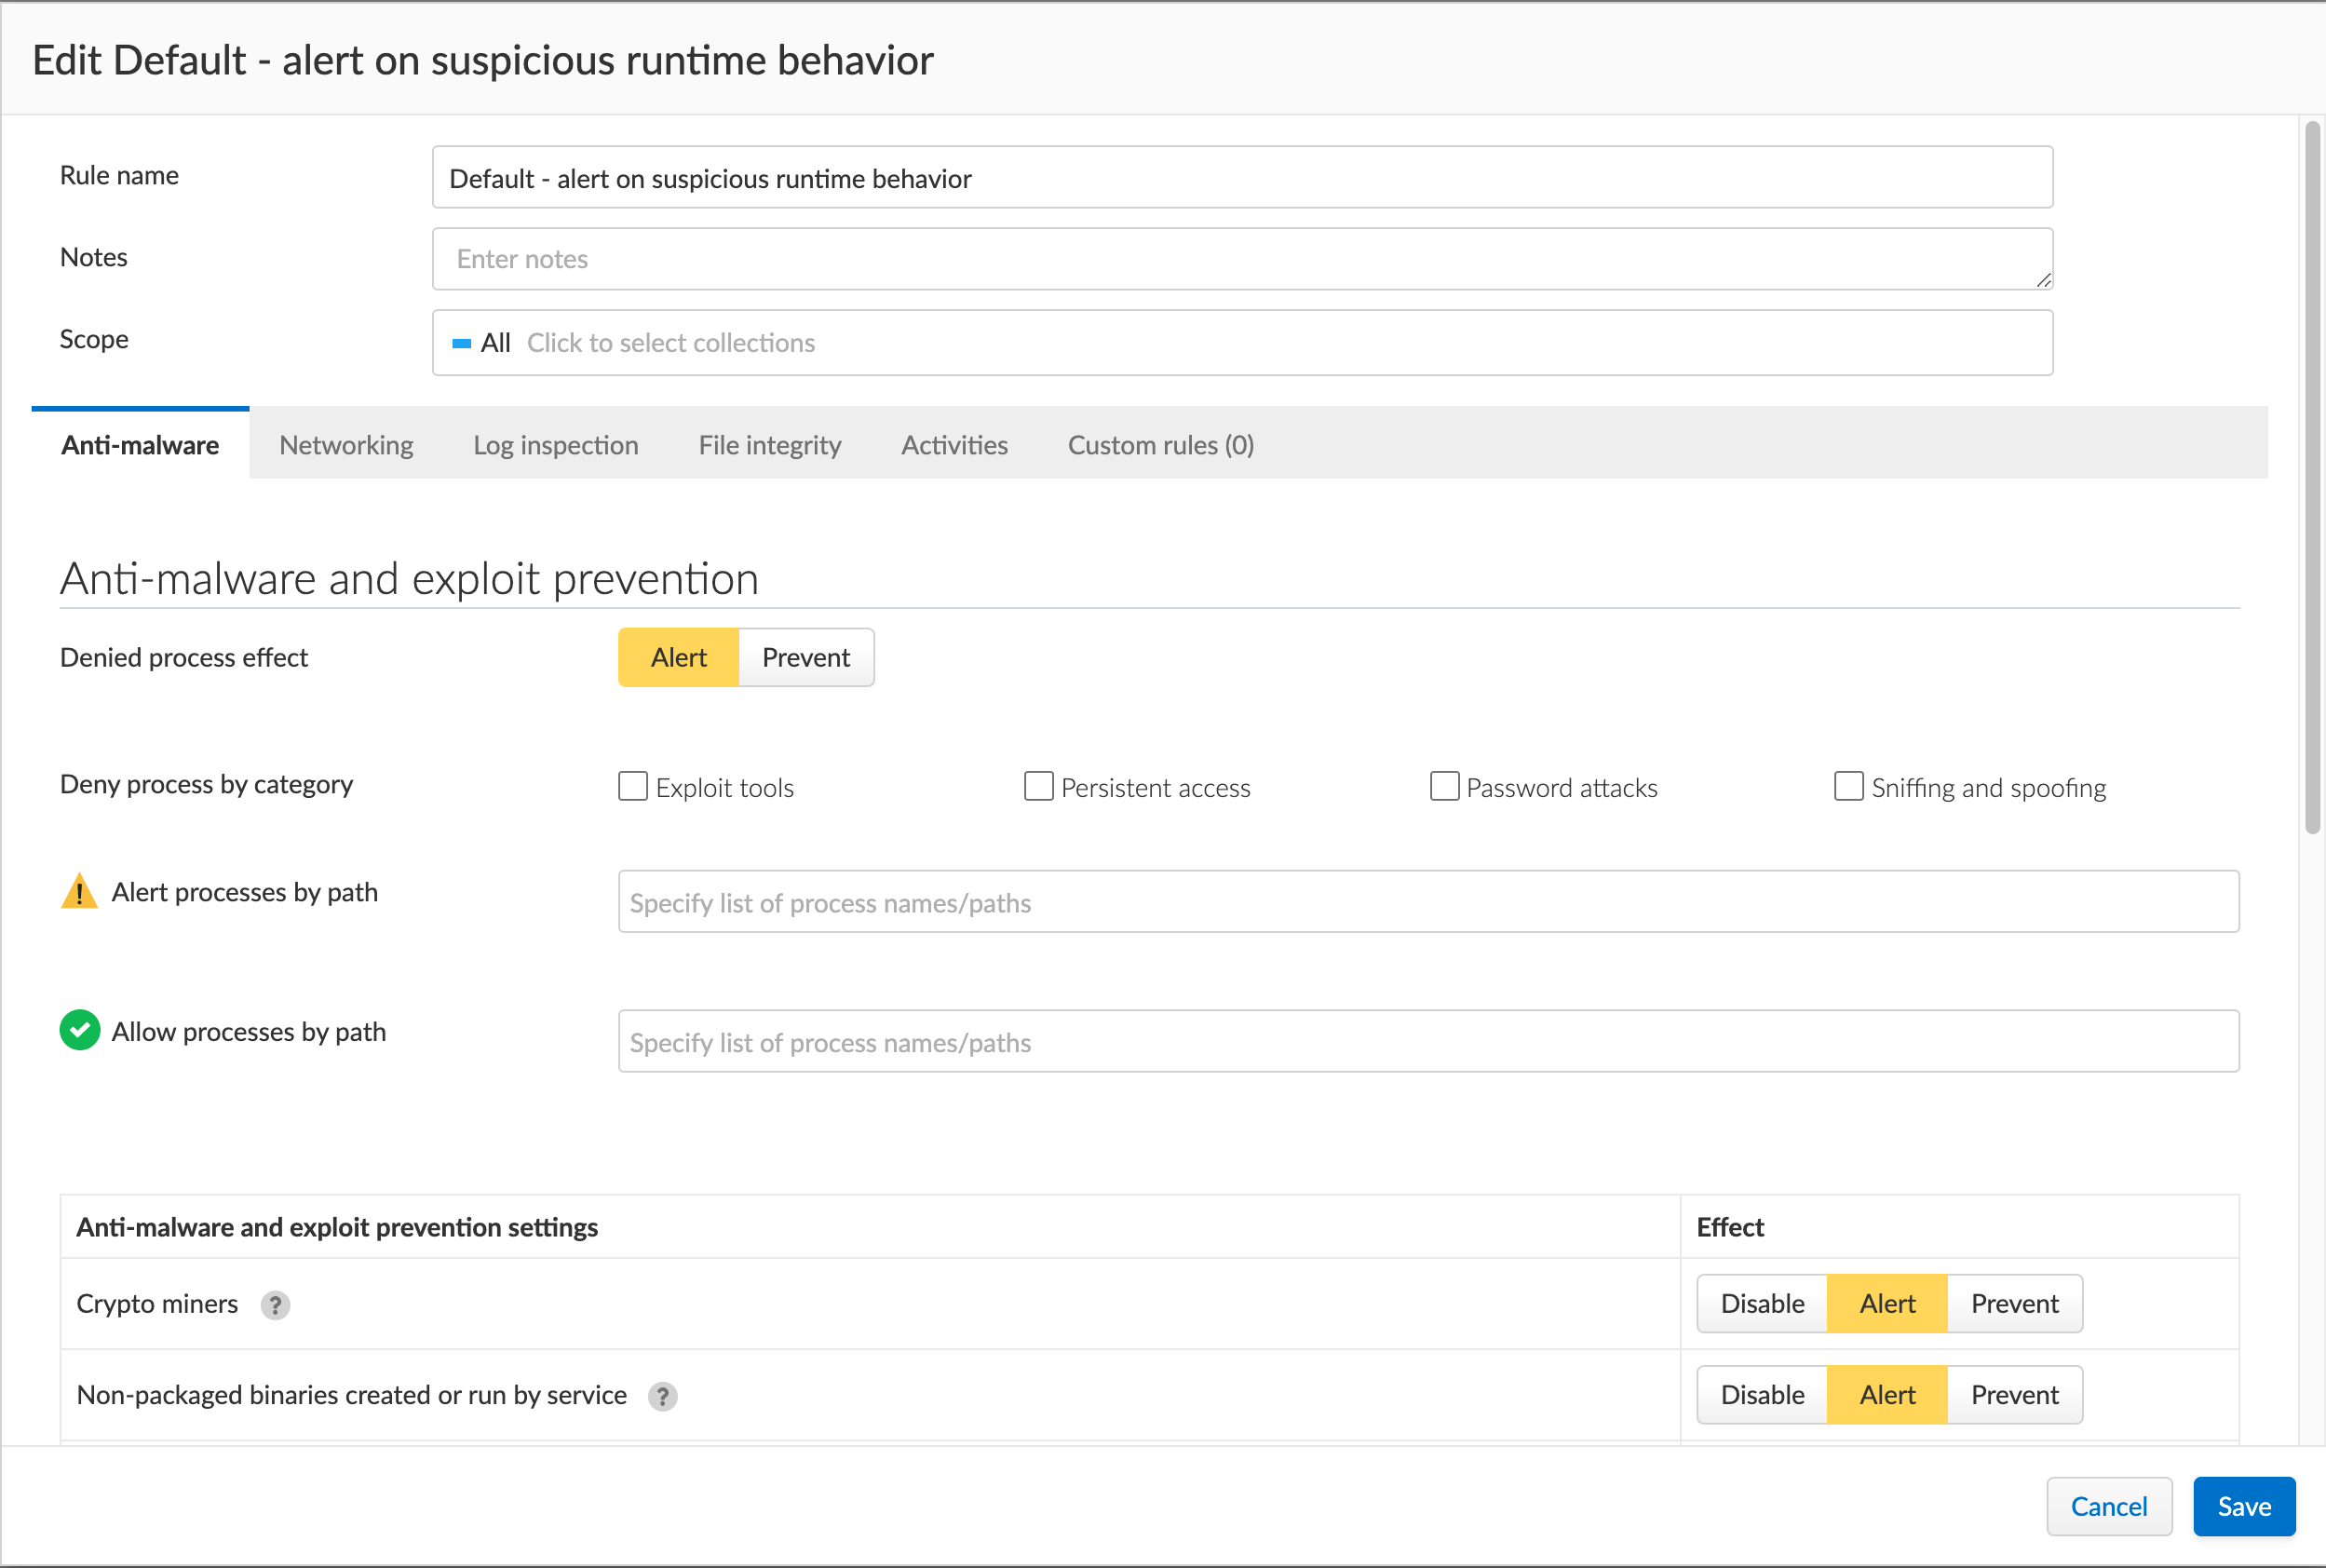 Edit Default - alert on suspicious runtime behavior
Rule name
Default - alert on suspicious runtime behavior
Notes
Enter notes
Scope
All Click to select collections
Anti-malware Networking Log inspection File integrity Activities Custom rules (0)
Anti-malware and exploit prevention
Denied process effect
Alert Prevent
Deny process by category
Exploit tools Persistent access Password attacks Sniffing and spoofing
! Alert processes by path
Specify list of process names/paths
Allow processes by path
Specify list of process names/paths
Anti-malware and exploit prevention settings Effect
Crypto miners ? Disable Alert Prevent
Non-packaged binaries created or run by service ? Disable Alert Prevent
Cancel Save